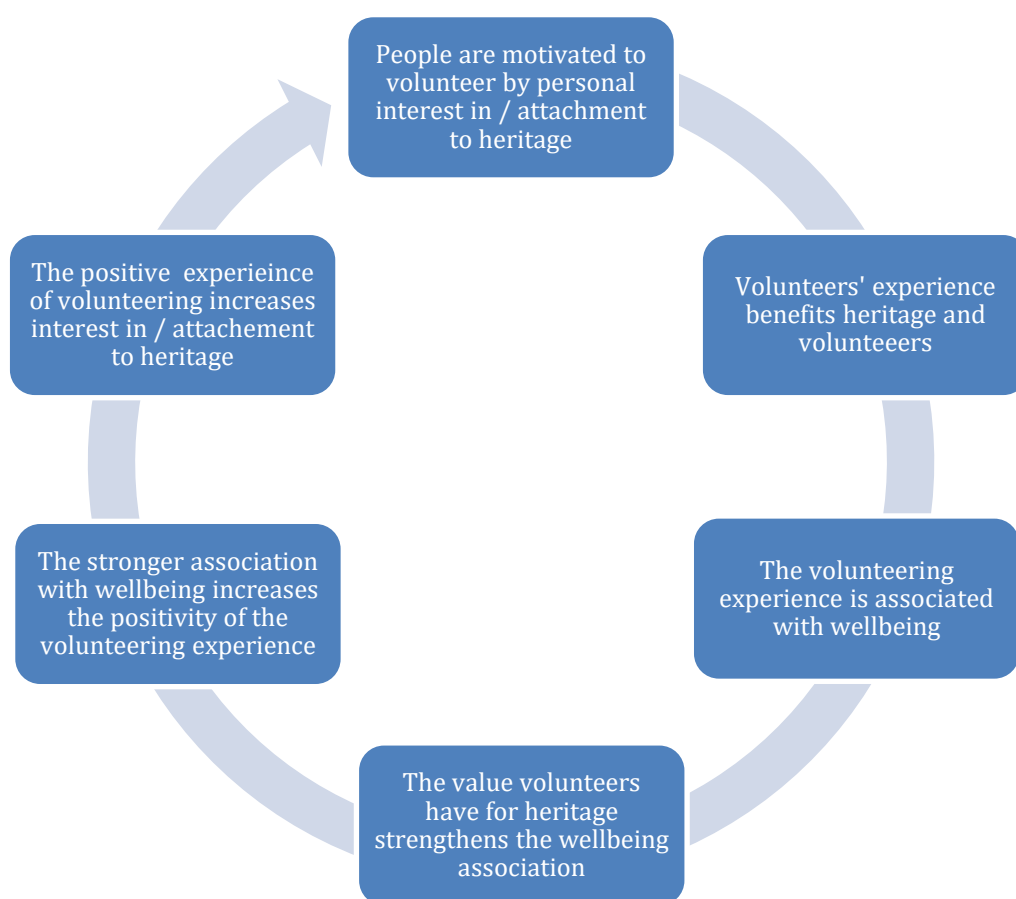 People are motivated to
volunteer by personal
interest in / attachment
to heritage
Volunteers' experience
benefits heritage and
volunteeers
The volunteering
experience is associated
with wellbeing
The value volunteers
have for heritage
strengthens the wellbeing
association
The stronger association
with wellbeing increases
the positivity of the
volunteering experience
The positive  experieince
of volunteering increases
interest in / attachement
to heritage